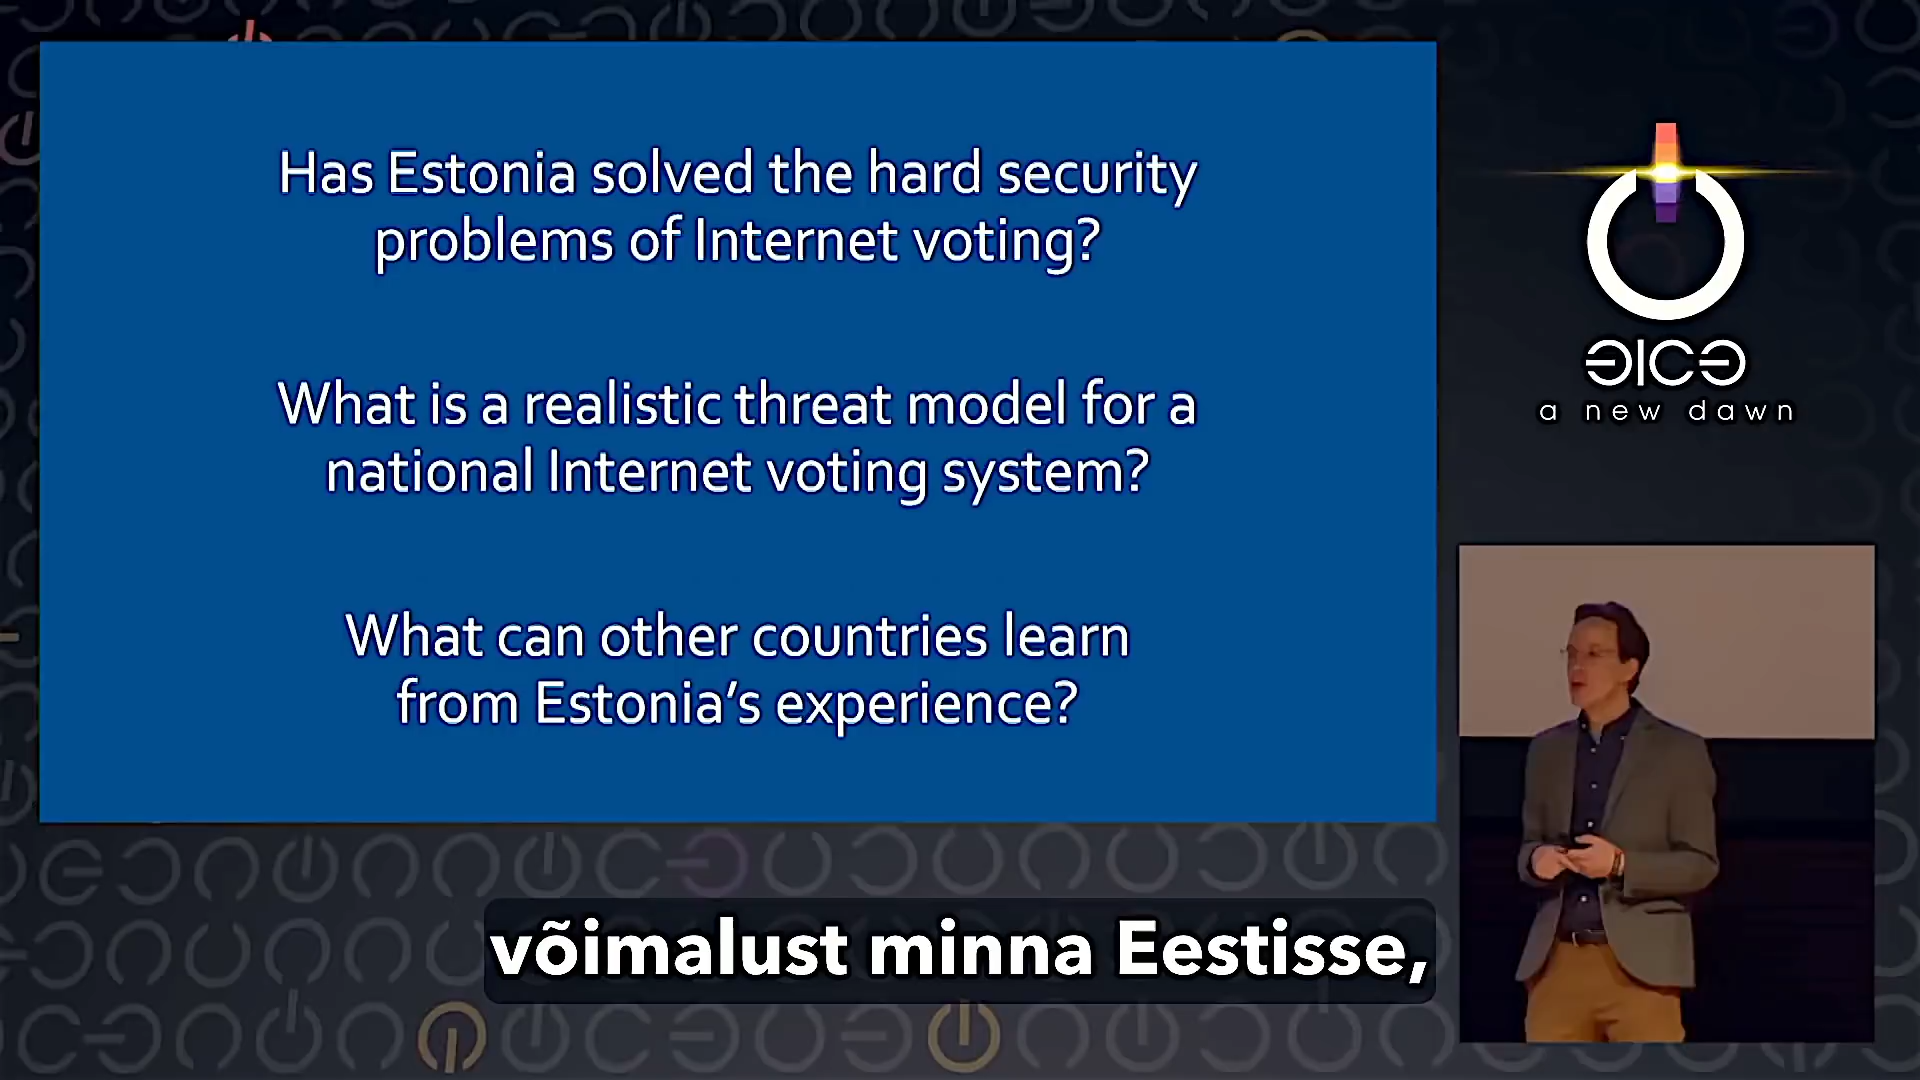 Has Estonia solved the hard security
problems of Internet voting?
What is a realistic threat model for a
national Internet voting system?
What can other countries learn
from Estonia's experience?
a new dawn
võimalust minna Eestisse,